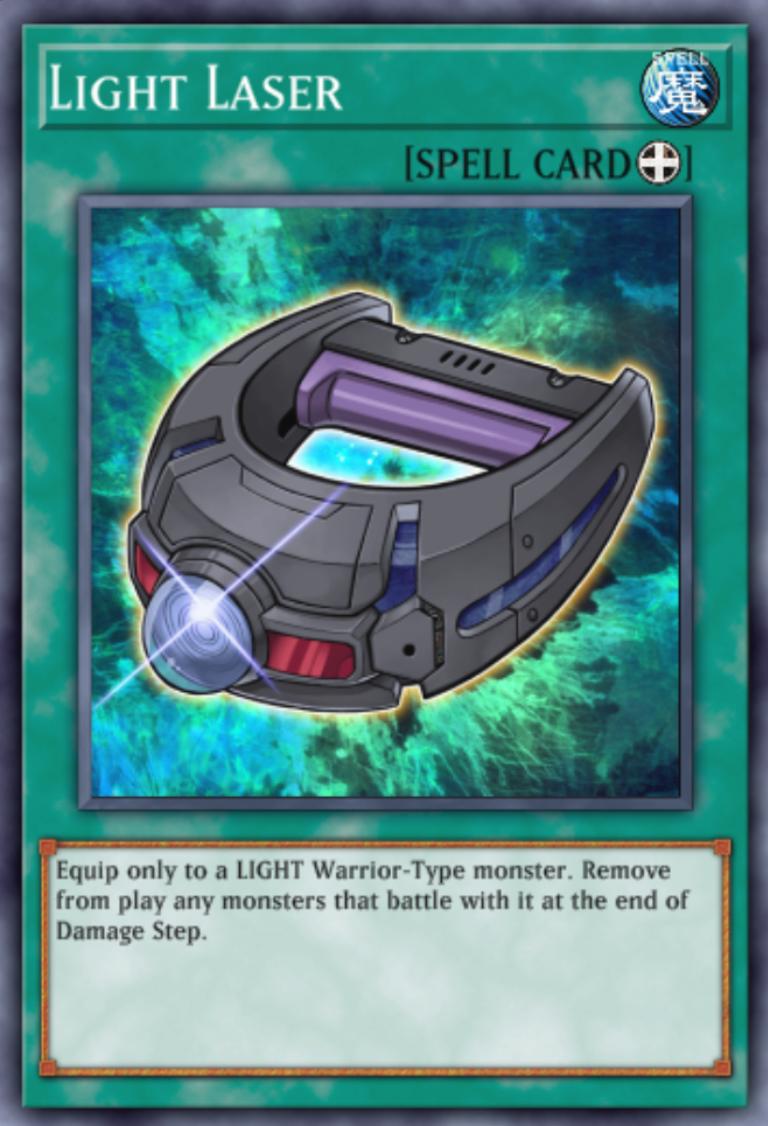 LIGHT LASER
SPELL
魔
[SPELL CARD]
Equip only to a LIGHT Warrior-Type monster. Remove
from play any monsters that battle with it at the end of
Damage Step.